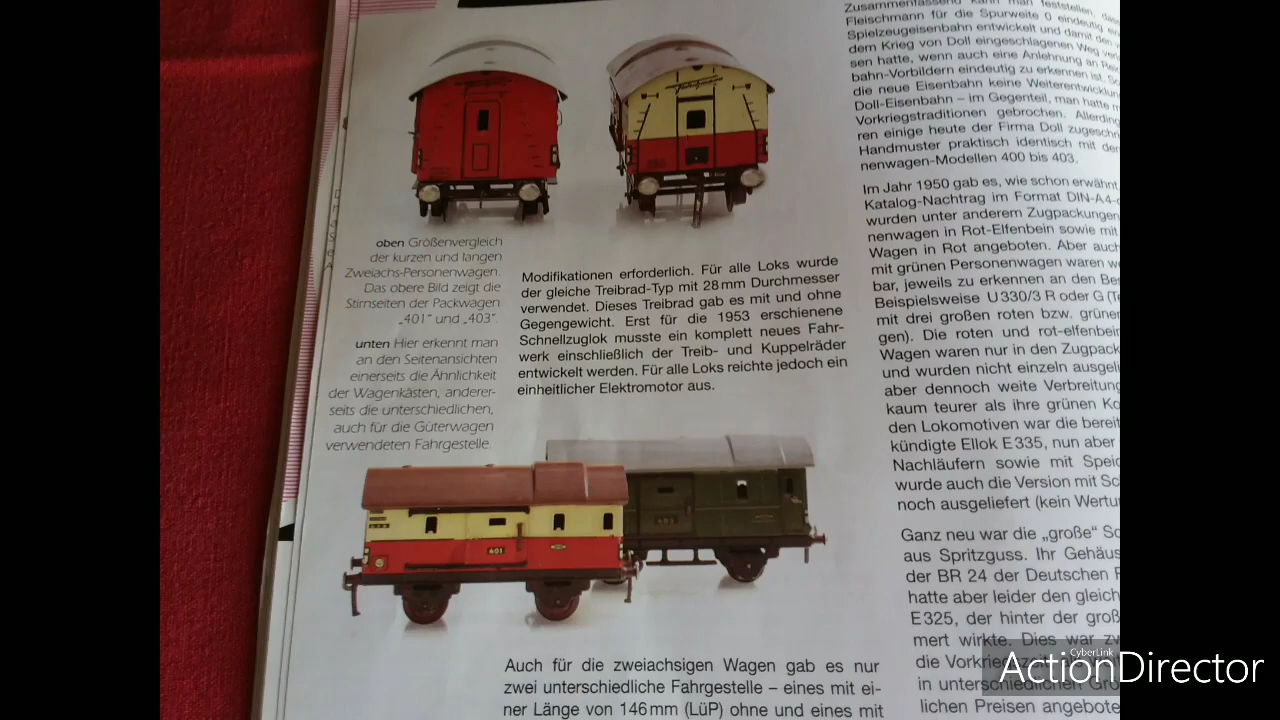 oben Größenvergleich
der kurzen und langen
Zweiachs-Personenwagen.
Das obere Bild zeigt die
Stirnseiten der Packwagen
„401“ und „403“.
unten Hier erkennt man
an den Seitenansichten
einerseits die Ähnlichkeit
der Wagenkästen, anderer-
seits die unterschiedlichen,
auch für die Güterwagen
verwendeten Fahrgestelle.
Modifikationen erforderlich. Für alle Loks wurde
der gleiche Treibrad-Typ mit 28 mm Durchmesser
verwendet. Dieses Treibrad gab es mit und ohne
Gegengewicht. Erst für die 1953 erschienene
Schnellzuglok musste ein komplett neues Fahr-
werk einschließlich der Treib- und Kuppelräder
entwickelt werden. Für alle Loks reichte jedoch ein
einheitlicher Elektromotor aus.
401
Auch für die zweiachsigen Wagen gab es nur
zwei unterschiedliche Fahrgestelle – eines mit ei-
ner Länge von 146 mm (LüP) ohne und eines mit
Zusammenfassend kann man feststellen,
Fleischmann für die Spurweite 0 eindeutig
Spielzeugeisenbahn entwickelt und damit den
dem Krieg von Doll eingeschlagenen Weg
sen hatte, wenn auch eine Anlehnung an
bahn-Vorbildern eindeutig zu erkennen ist.
die neue Eisenbahn keine Weiterentwicklun
Doll-Eisenbahn – im Gegenteil, man hatte
Vorkriegstraditionen gebrochen. Allerdin
ren einige heute der Firma Doll zugesch
Handmuster praktisch identisch mit
nenwagen-Modellen 400 bis 403.
Im Jahr 1950 gab es, wie schon erwähnt
Katalog-Nachtrag im Format DIN-A4-
wurden unter anderem Zugpackungen
nenwagen in Rot-Elfenbein sowie mit
Wagen in Rot angeboten. Aber auch
mit grünen Personenwagen waren
bar, jeweils zu erkennen an den
Beispielsweise U 330/3 R oder G
mit drei großen roten bzw. grüner
gen). Die roten und rot-elfenbein
Wagen waren nur in den Zugpack
und wurden nicht einzeln ausgeli
aber dennoch weite Verbreitung
kaum teurer als ihre grünen
den Lokomotiven war die bereit
kündigte Ellok E 335, nun aber
Nachläufern sowie mit Speic
wurde auch die Version mit
noch ausgeliefert (kein Wertu
Ganz neu war die „große“
aus Spritzguss. Ihr Gehäus
der BR 24 der Deutschen
hatte aber leider den gleich
E 325, der hinter der groß
mert wirkte. Dies war
die Vorkriegszeit
in unterschiedlichen
lichen Preisen angebote
CyberLink
ActionDirector